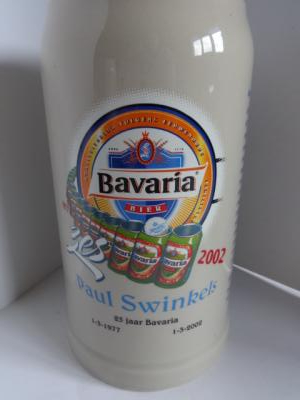 Bavaria
BIER
2002
Paul Swinkels
25 jaar Bavaria
1-5-1977 1-5-2002